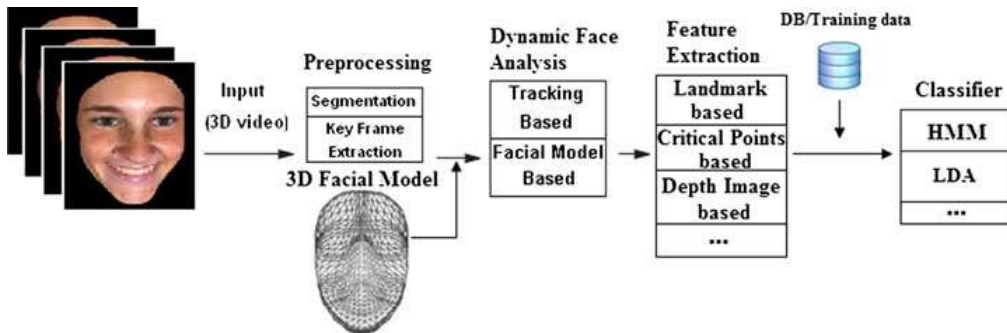 Input
(3D video)
Preprocessing
Segmentation
Key Frame
Extraction
3D Facial Model
Dynamic Face
Analysis
Tracking
Based
Facial Model
Based
Feature
Extraction
Landmark
based
Critical Points
based
Depth Image
based
...
DB/Training data
Classifier
HMM
LDA
...